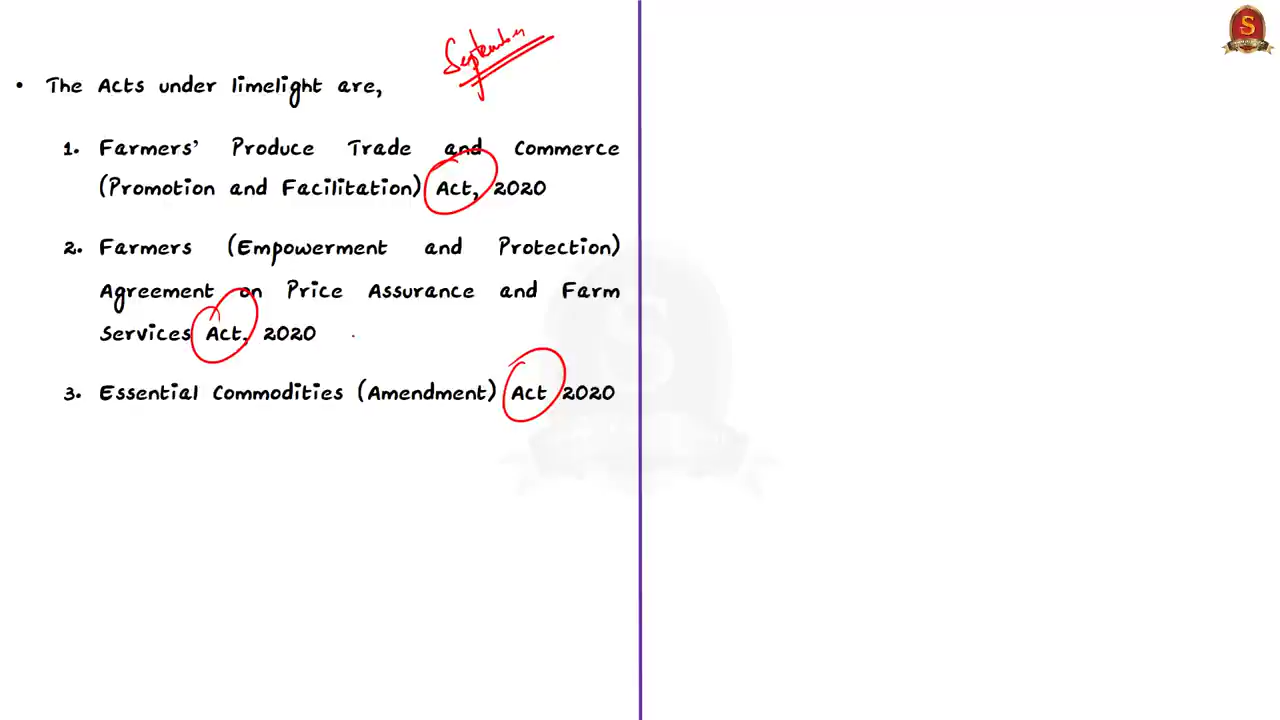 September
• The Acts under limelight are,
1. Farmers' Produce Trade and Commerce
(Promotion and Facilitation) Act, 2020
2. Farmers (Empowerment and Protection)
Agreement on Price Assurance and Farm
Services Act, 2020
3. Essential Commodities (Amendment) Act 2020
S